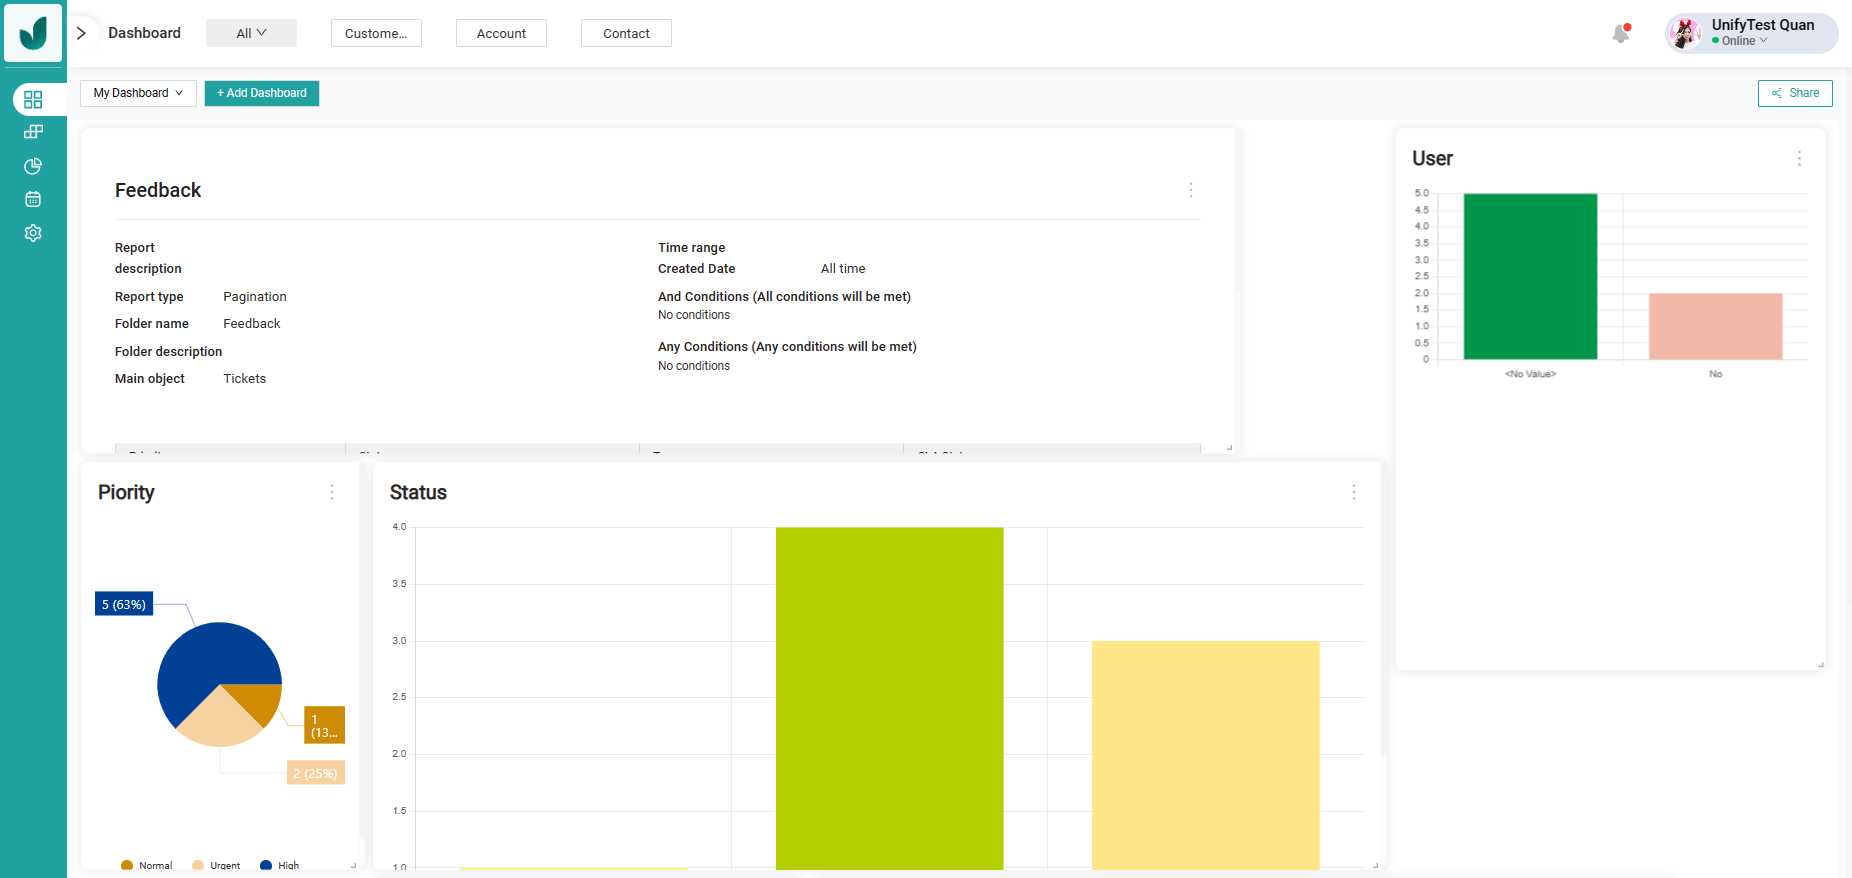 Dashboard
All
Custome...
Account
Contact
UnifyTest Quan
Online
My Dashboard
+ Add Dashboard
Share
Feedback
Report description
Report type Pagination
Folder name Feedback
Folder description
Main object Tickets
Time range
Created Date All time
And Conditions (All conditions will be met)
No conditions
Any Conditions (Any conditions will be met)
No conditions
User
5.0
4.5
4.0
3.5
3.0
2.5
2.0
1.5
1.0
0.5
0
<No Value> No
Piority
5 (63%)
1
(13...
2 (25%)
Normal Urgent High
Status
4.0
3.5
3.0
2.5
2.0
1.5
1.0